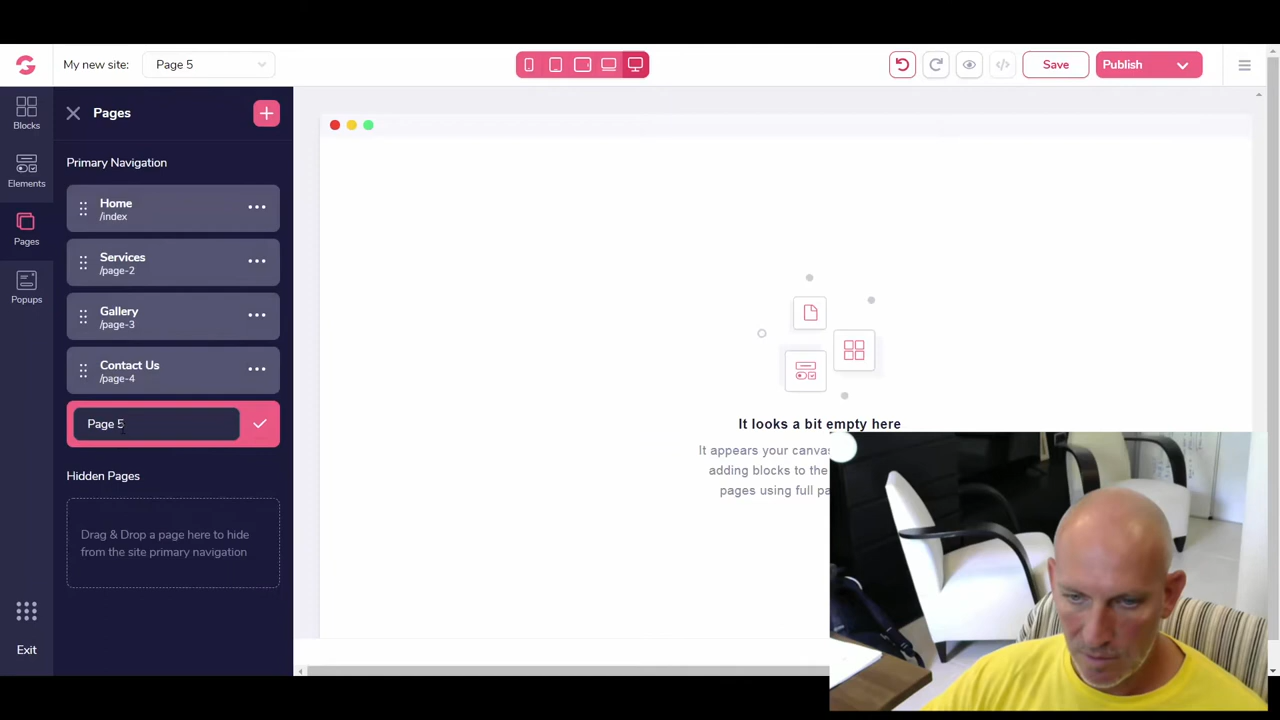 My new site:
Page 5
Save
Publish
Blocks
Elements
Pages
Popups
Exit
Pages
Primary Navigation
Home
/index
Services
/page-2
Gallery
/page-3
Contact Us
/page-4
Page 5
Hidden Pages
Drag & Drop a page here to hide
from the site primary navigation
It looks a bit empty here
It appears your canvas
adding blocks to the
pages using full pa